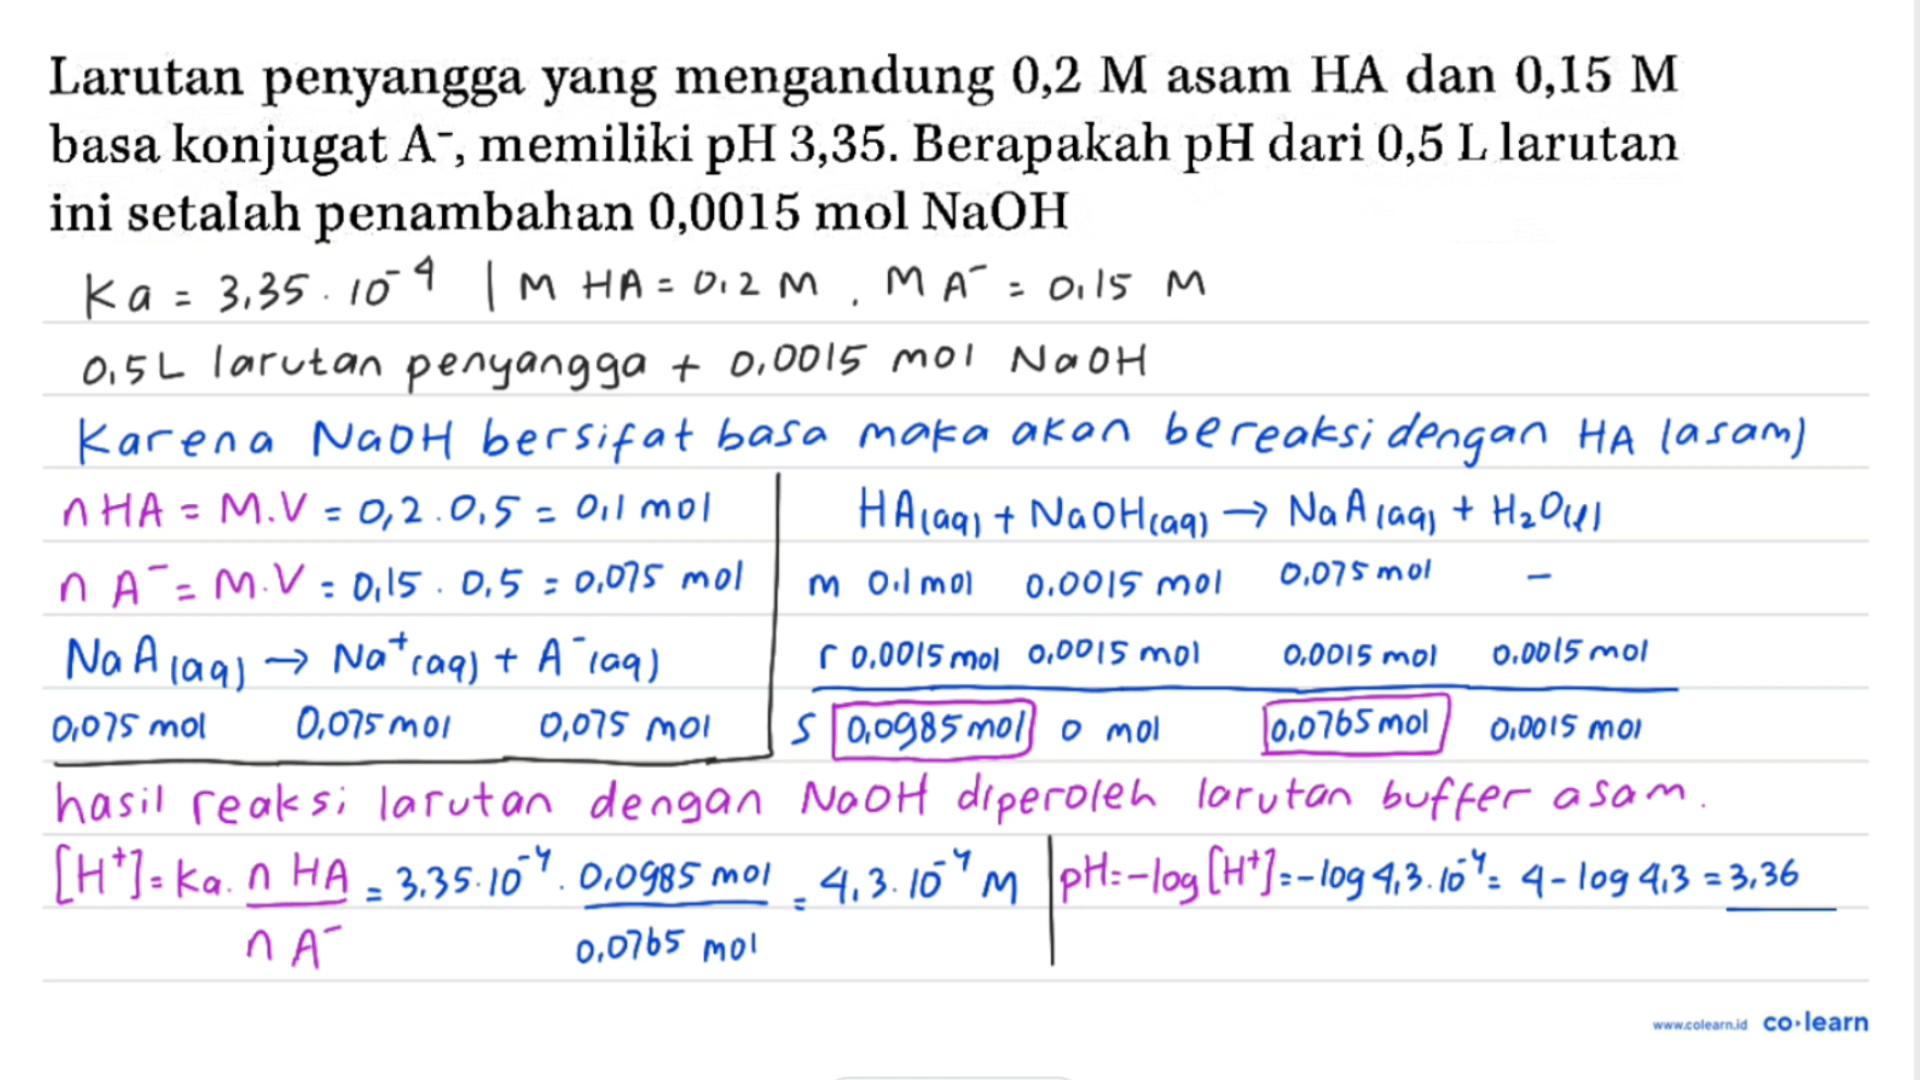 Larutan penyangga yang mengandung 0,2 M asam HA dan 0,15 M
basa konjugat A⁻, memiliki pH 3,35. Berapakah pH dari 0,5 L larutan
ini setalah penambahan 0,0015 mol NaOH
Ka = 3,35 . 10⁻⁴ | M HA = 0,2 M , M A⁻ = 0,15 M
0,5 L larutan penyangga + 0,0015 mol NaOH
Karena NaOH bersifat basa maka akan bereaksi dengan HA (asam)
n HA = M.V = 0,2 . 0,5 = 0,1 mol
n A⁻ = M.V = 0,15 . 0,5 = 0,075 mol
NaA(aq) → Na⁺(aq) + A⁻(aq)
0,075 mol 0,075 mol 0,075 mol
HA(aq) + NaOH(aq) → NaA(aq) + H₂O(l)
m 0.1 mol 0.0015 mol 0,075 mol -
r 0.0015 mol 0,0015 mol 0,0015 mol 0.0015 mol
S 0,0985 mol 0 mol 0,0765 mol 0,0015 mol
hasil reaksi larutan dengan NaOH diperoleh larutan buffer asam.
[H⁺] = Ka . n HA / n A⁻ = 3.35.10⁻⁴ . 0,0985 mol / 0.0765 mol = 4,3.10⁻⁴ M
pH = -log [H⁺] = -log 4,3.10⁻⁴ = 4 - log 4,3 = 3,36
www.colearn.id co·learn